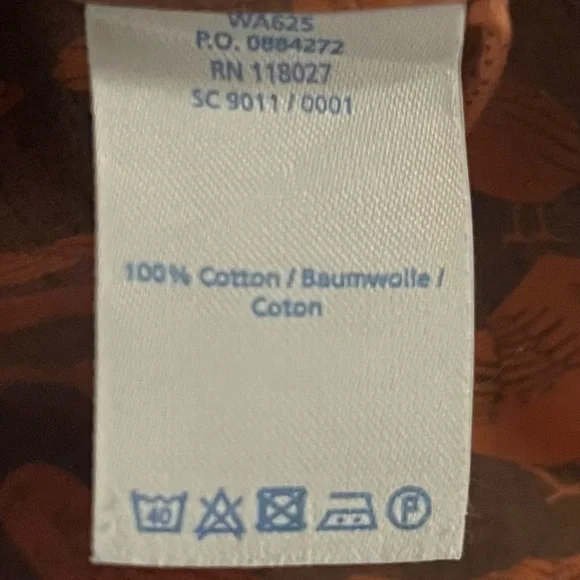 WA625
P.O. 0884272
RN 118027
SC 9011 / 0001
100% Cotton / Baumwolle /
Coton
40 P